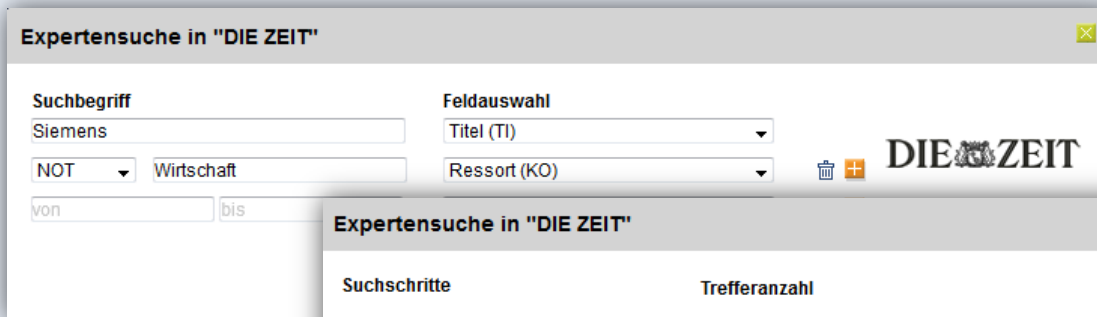 Expertensuche in "DIE ZEIT"
Suchbegriff Feldauswahl
Siemens Titel (TI)
NOT Wirtschaft Ressort (KO)
DIE ZEIT
von bis
Expertensuche in "DIE ZEIT"
Suchschritte Trefferanzahl